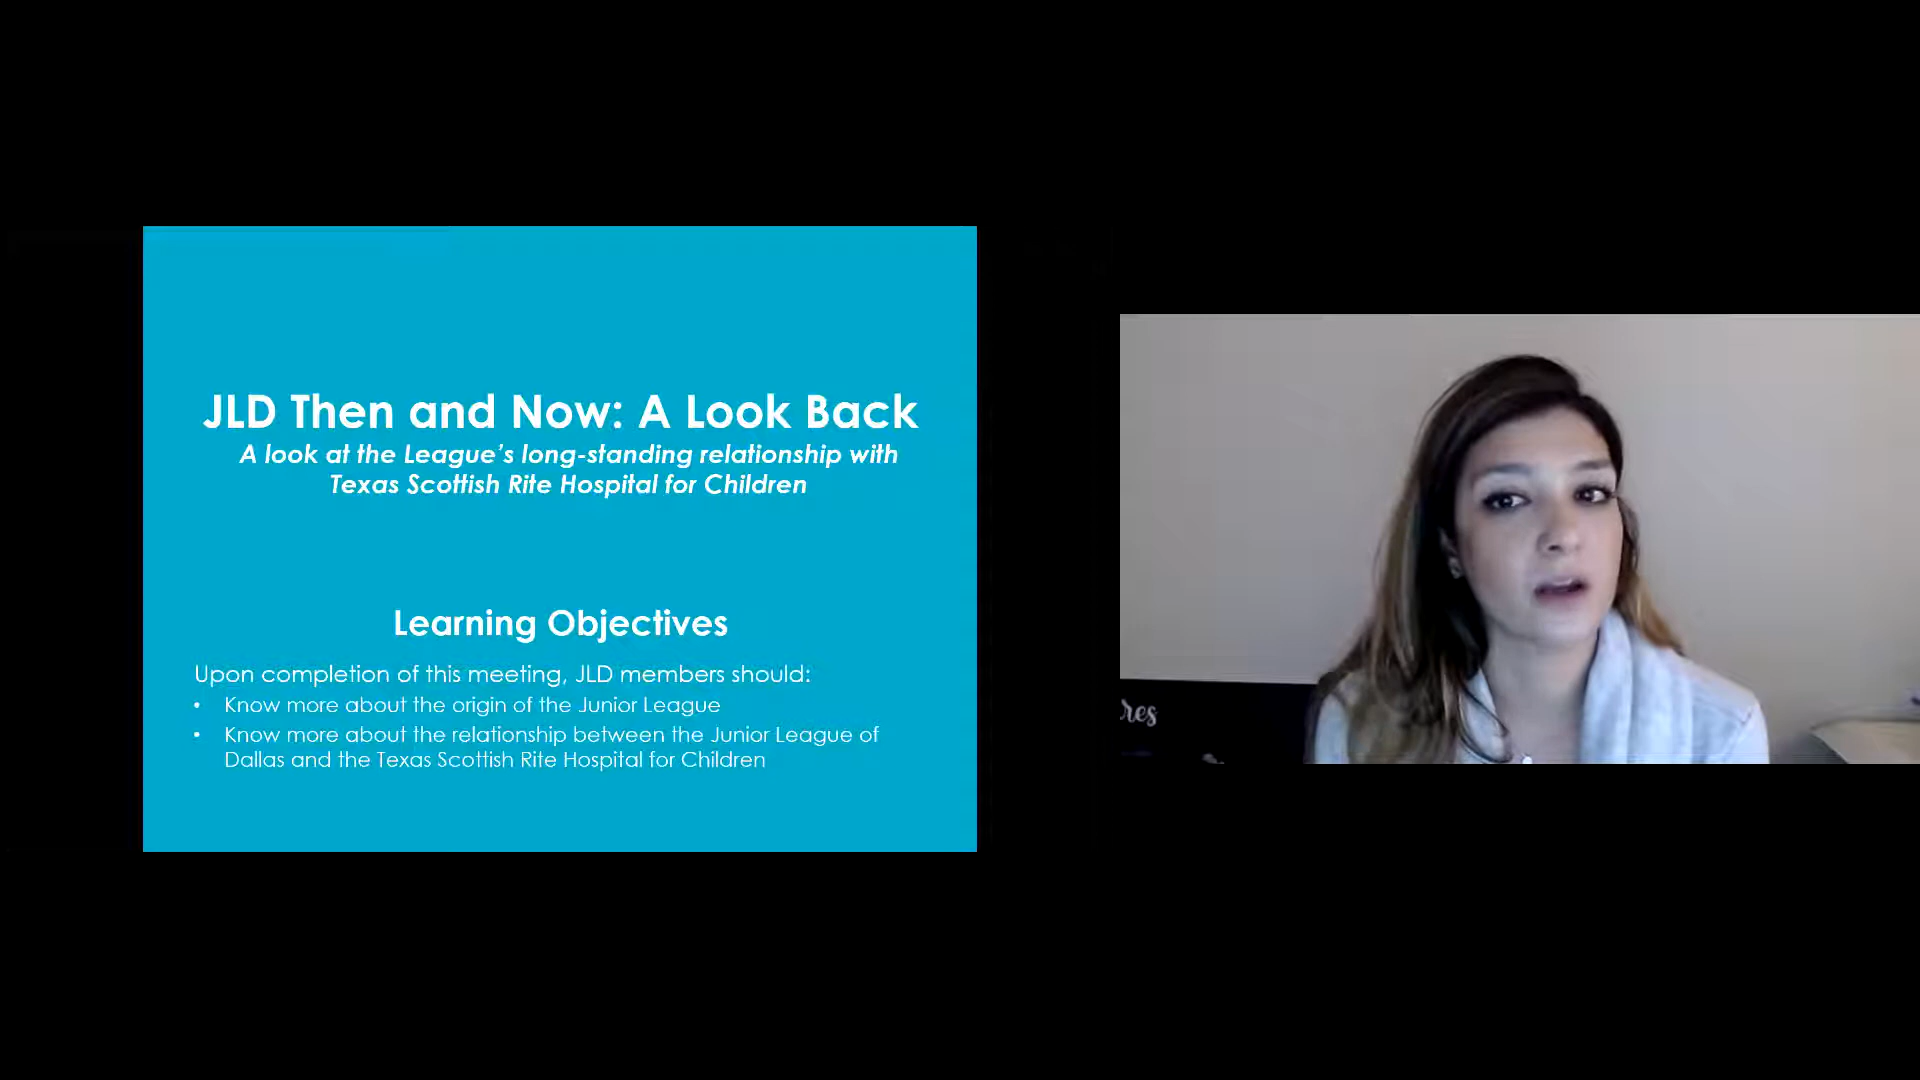 JLD Then and Now: A Look Back
A look at the League's long-standing relationship with
Texas Scottish Rite Hospital for Children
Learning Objectives
Upon completion of this meeting, JLD members should:
• Know more about the origin of the Junior League
• Know more about the relationship between the Junior League of
Dallas and the Texas Scottish Rite Hospital for Children